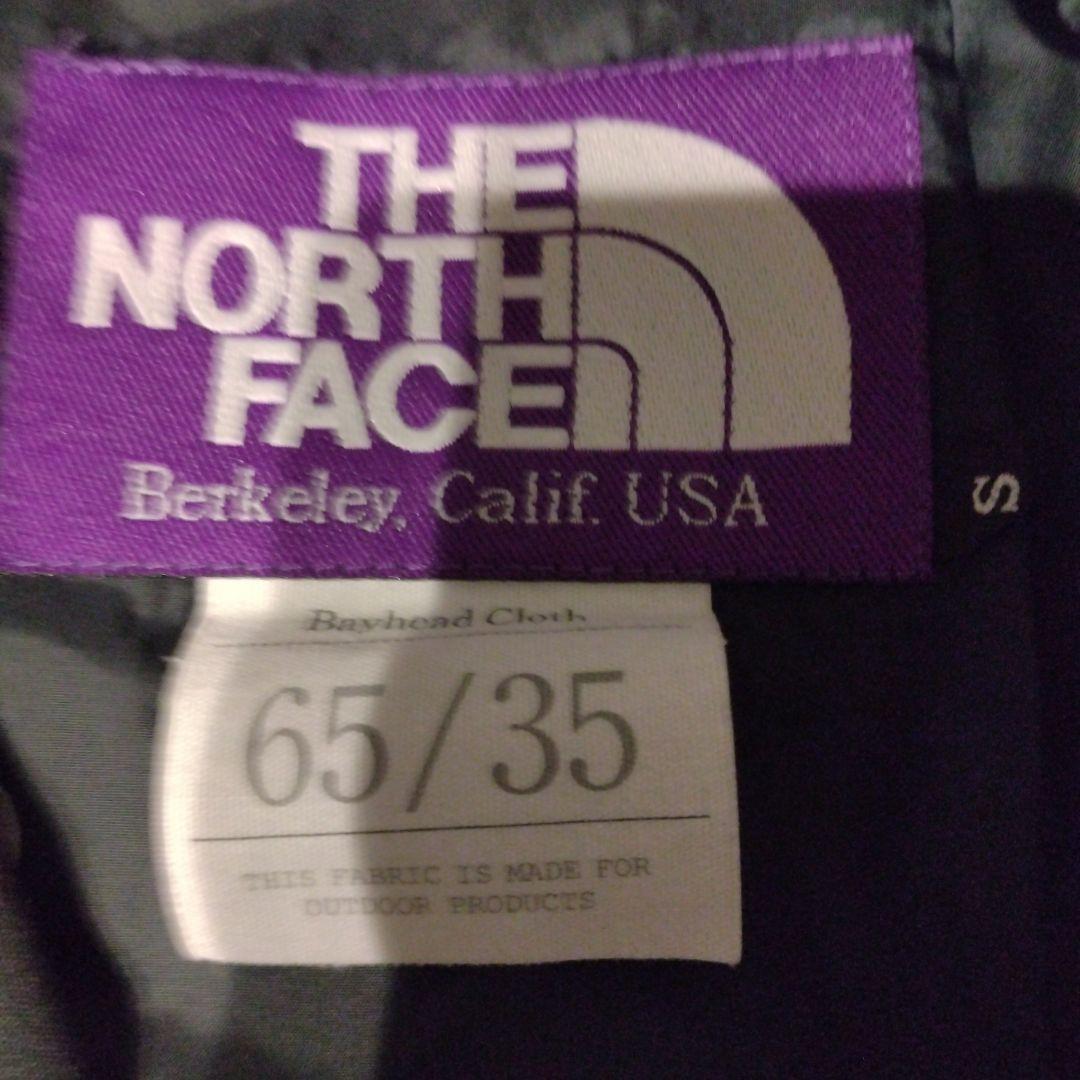 THE
NORTH
FACE
Berkeley, Calif. USA
S
Bayhead Cloth
65/35
THIS FABRIC IS MADE FOR
OUTDOOR PRODUCTS